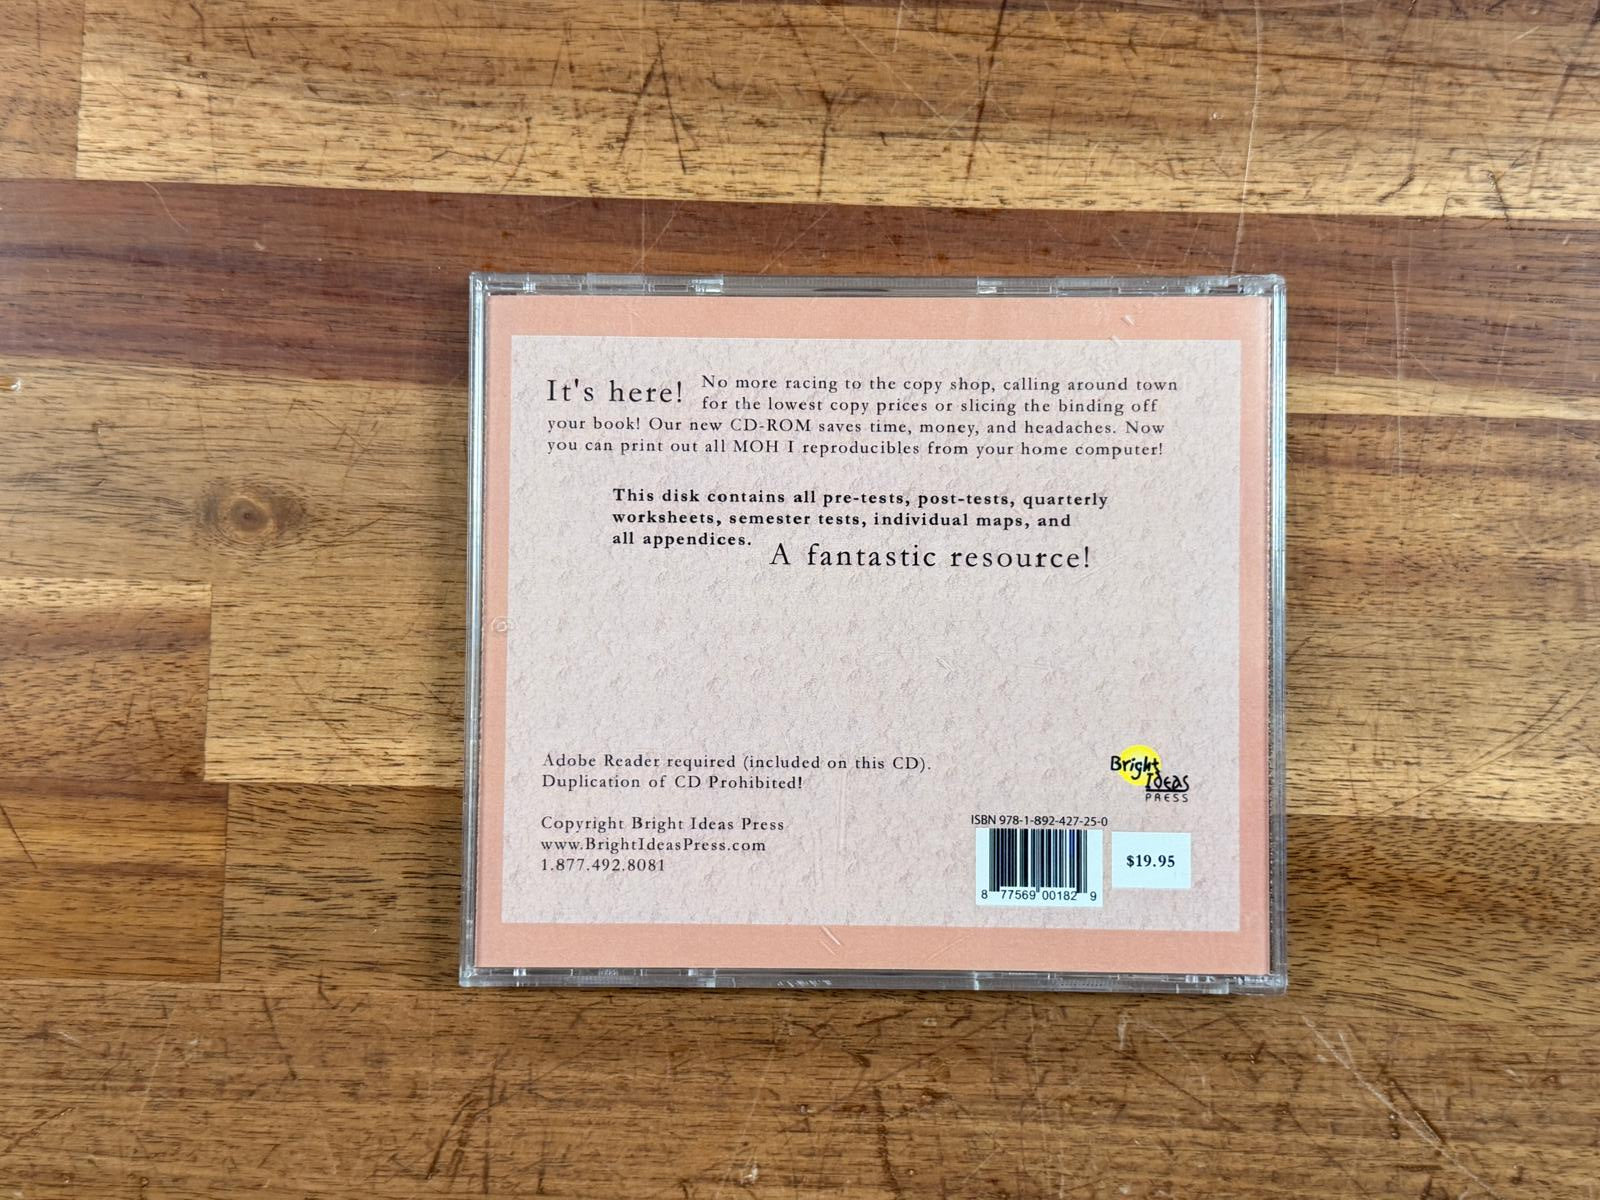 It's here! No more racing to the copy shop, calling around town
for the lowest copy prices or slicing the binding off
your book! Our new CD-ROM saves time, money, and headaches. Now
you can print out all MOH I reproducibles from your home computer!
This disk contains all pre-tests, post-tests, quarterly
worksheets, semester tests, individual maps, and
all appendices.
A fantastic resource!
Adobe Reader required (included on this CD).
Duplication of CD Prohibited!
Copyright Bright Ideas Press
www.BrightIdeasPress.com
1.877.492.8081
Bright
Ideas
PRESS
ISBN 978-1-892-427-25-0
8 77569 00182 9
$19.95